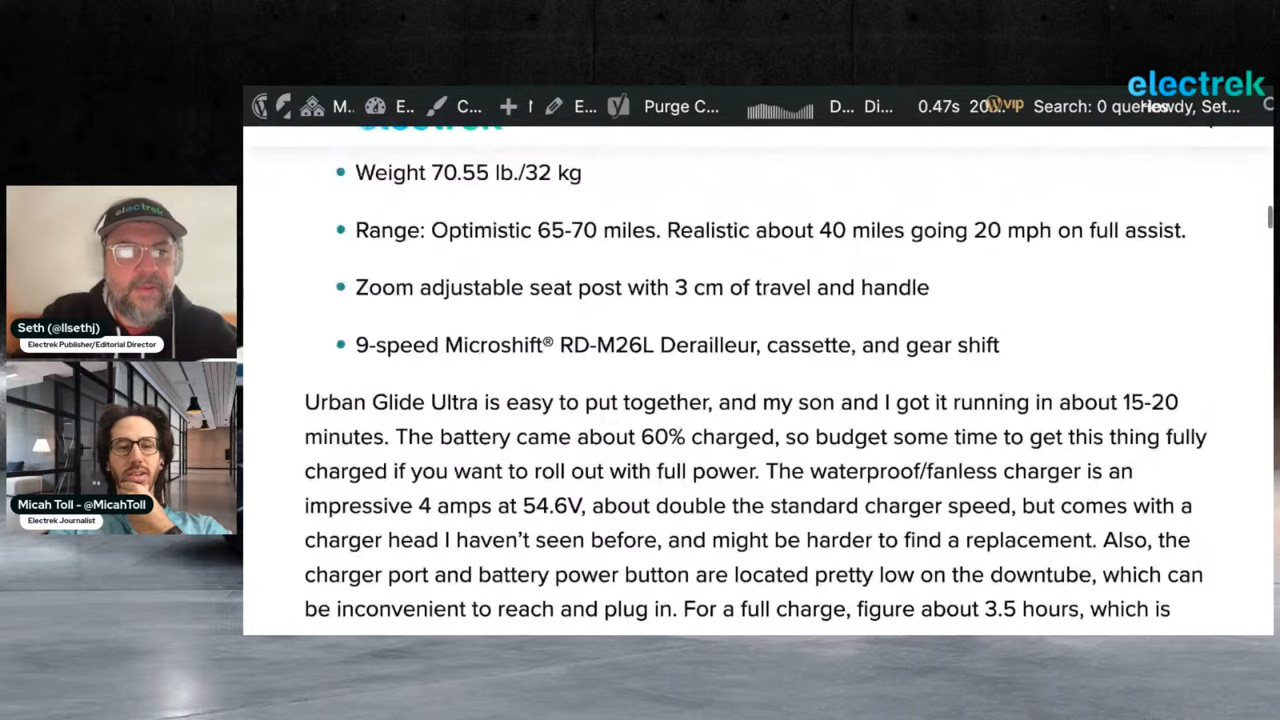 electrek
M.. E... C... + E... Purge C... D... Di... 0.47s 20... vip Search: 0 queries Howdy, Set...
electrek
Weight 70.55 lb./32 kg
Range: Optimistic 65-70 miles. Realistic about 40 miles going 20 mph on full assist.
Zoom adjustable seat post with 3 cm of travel and handle
9-speed Microshift® RD-M26L Derailleur, cassette, and gear shift
Urban Glide Ultra is easy to put together, and my son and I got it running in about 15-20
minutes. The battery came about 60% charged, so budget some time to get this thing fully
charged if you want to roll out with full power. The waterproof/fanless charger is an
impressive 4 amps at 54.6V, about double the standard charger speed, but comes with a
charger head I haven't seen before, and might be harder to find a replacement. Also, the
charger port and battery power button are located pretty low on the downtube, which can
be inconvenient to reach and plug in. For a full charge, figure about 3.5 hours, which is
electrek
Seth (@llsethj)
Electrek Publisher/Editorial Director
Micah Toll - @MicahToll
Electrek Journalist